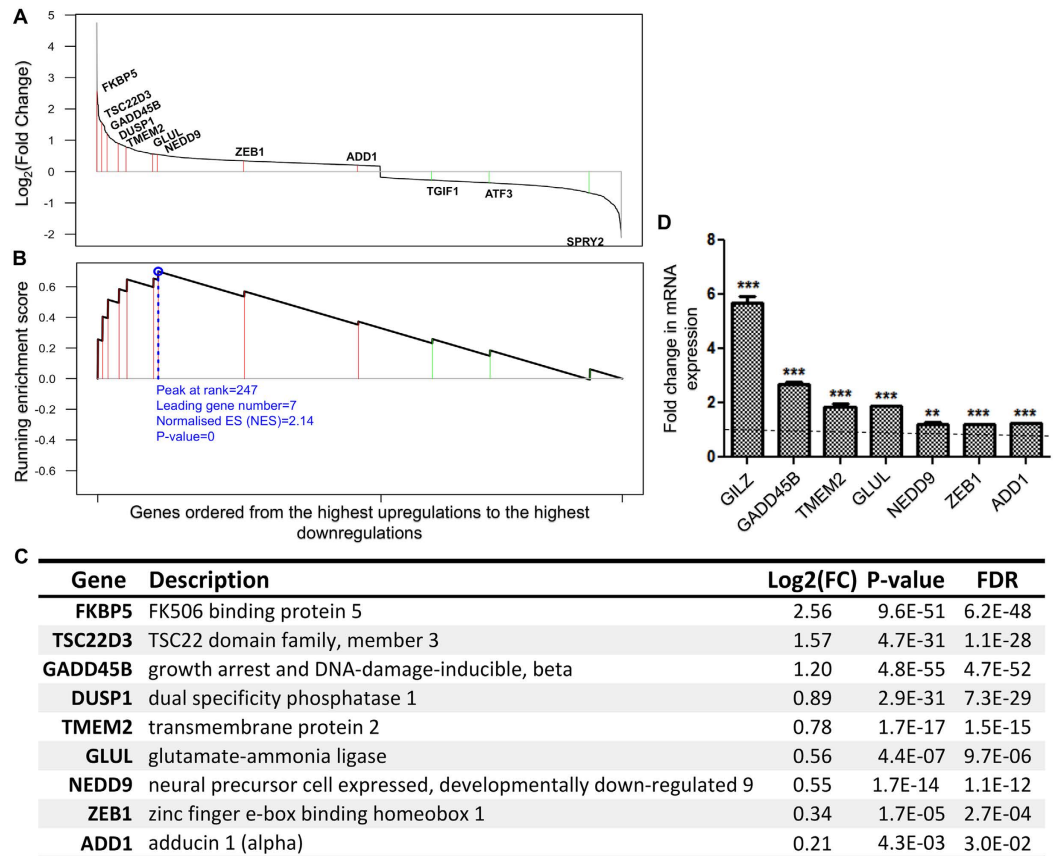 A
5
4
3
2
1
0
-1
-2
Log2(Fold Change)
FKBP5
TSC22D3
GADD45B
DUSP1
TMEM2
GLUL
NEDD9
ZEB1
ADD1
TGIF1
ATF3
SPRY2
B
0.6
0.4
0.2
0.0
-0.2
-0.4
-0.6
Running enrichment score
Peak at rank=247
Leading gene number=7
Normalised ES (NES)=2.14
P-value=0
Genes ordered from the highest upregulations to the highest
downregulations
D
8
6
4
2
0
Fold change in mRNA
expression
***
***
***
***
**
***
***
GILZ
GADD45B
TMEM2
GLUL
NEDD9
ZEB1
ADD1
C
Gene Description Log2(FC) P-value FDR
FKBP5 FK506 binding protein 5 2.56 9.6E-51 6.2E-48
TSC22D3 TSC22 domain family, member 3 1.57 4.7E-31 1.1E-28
GADD45B growth arrest and DNA-damage-inducible, beta 1.20 4.8E-55 4.7E-52
DUSP1 dual specificity phosphatase 1 0.89 2.9E-31 7.3E-29
TMEM2 transmembrane protein 2 0.78 1.7E-17 1.5E-15
GLUL glutamate-ammonia ligase 0.56 4.4E-07 9.7E-06
NEDD9 neural precursor cell expressed, developmentally down-regulated 9 0.55 1.7E-14 1.1E-12
ZEB1 zinc finger e-box binding homeobox 1 0.34 1.7E-05 2.7E-04
ADD1 adducin 1 (alpha) 0.21 4.3E-03 3.0E-02